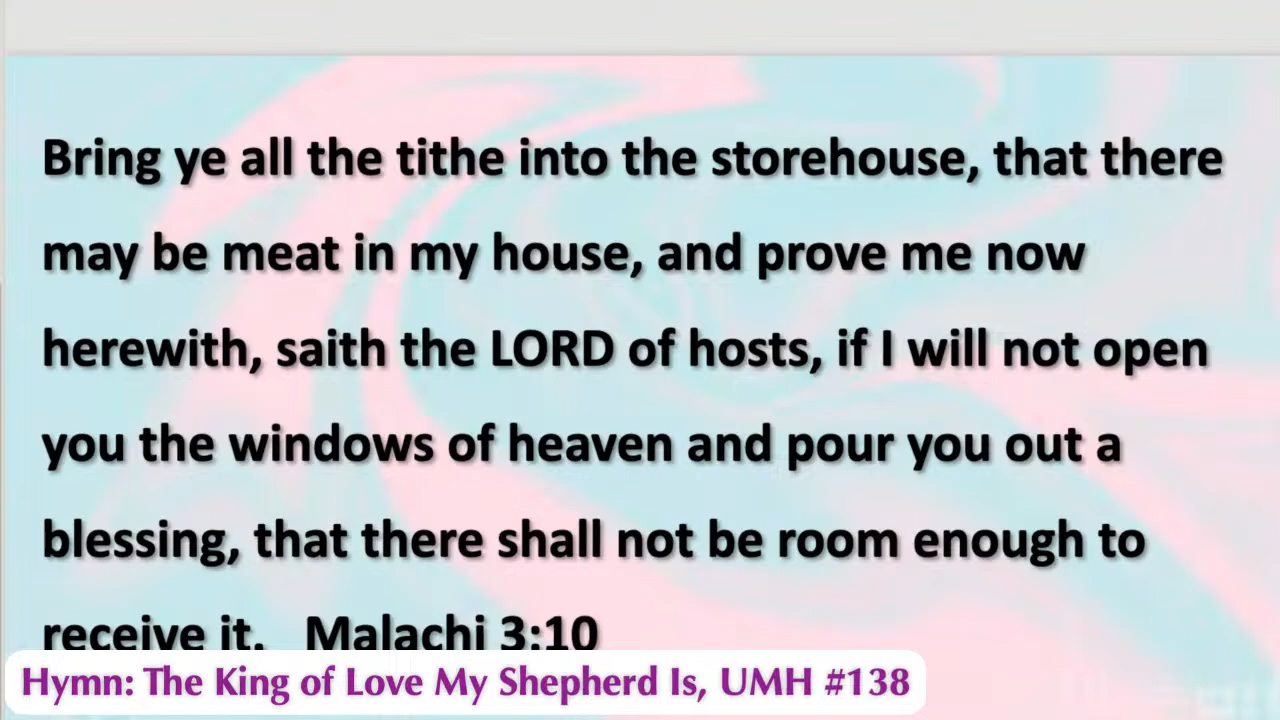 Bring ye all the tithe into the storehouse, that there
may be meat in my house, and prove me now
herewith, saith the LORD of hosts, if I will not open
you the windows of heaven and pour you out a
blessing, that there shall not be room enough to
receive it. Malachi 3:10
Hymn: The King of Love My Shepherd Is, UMH #138